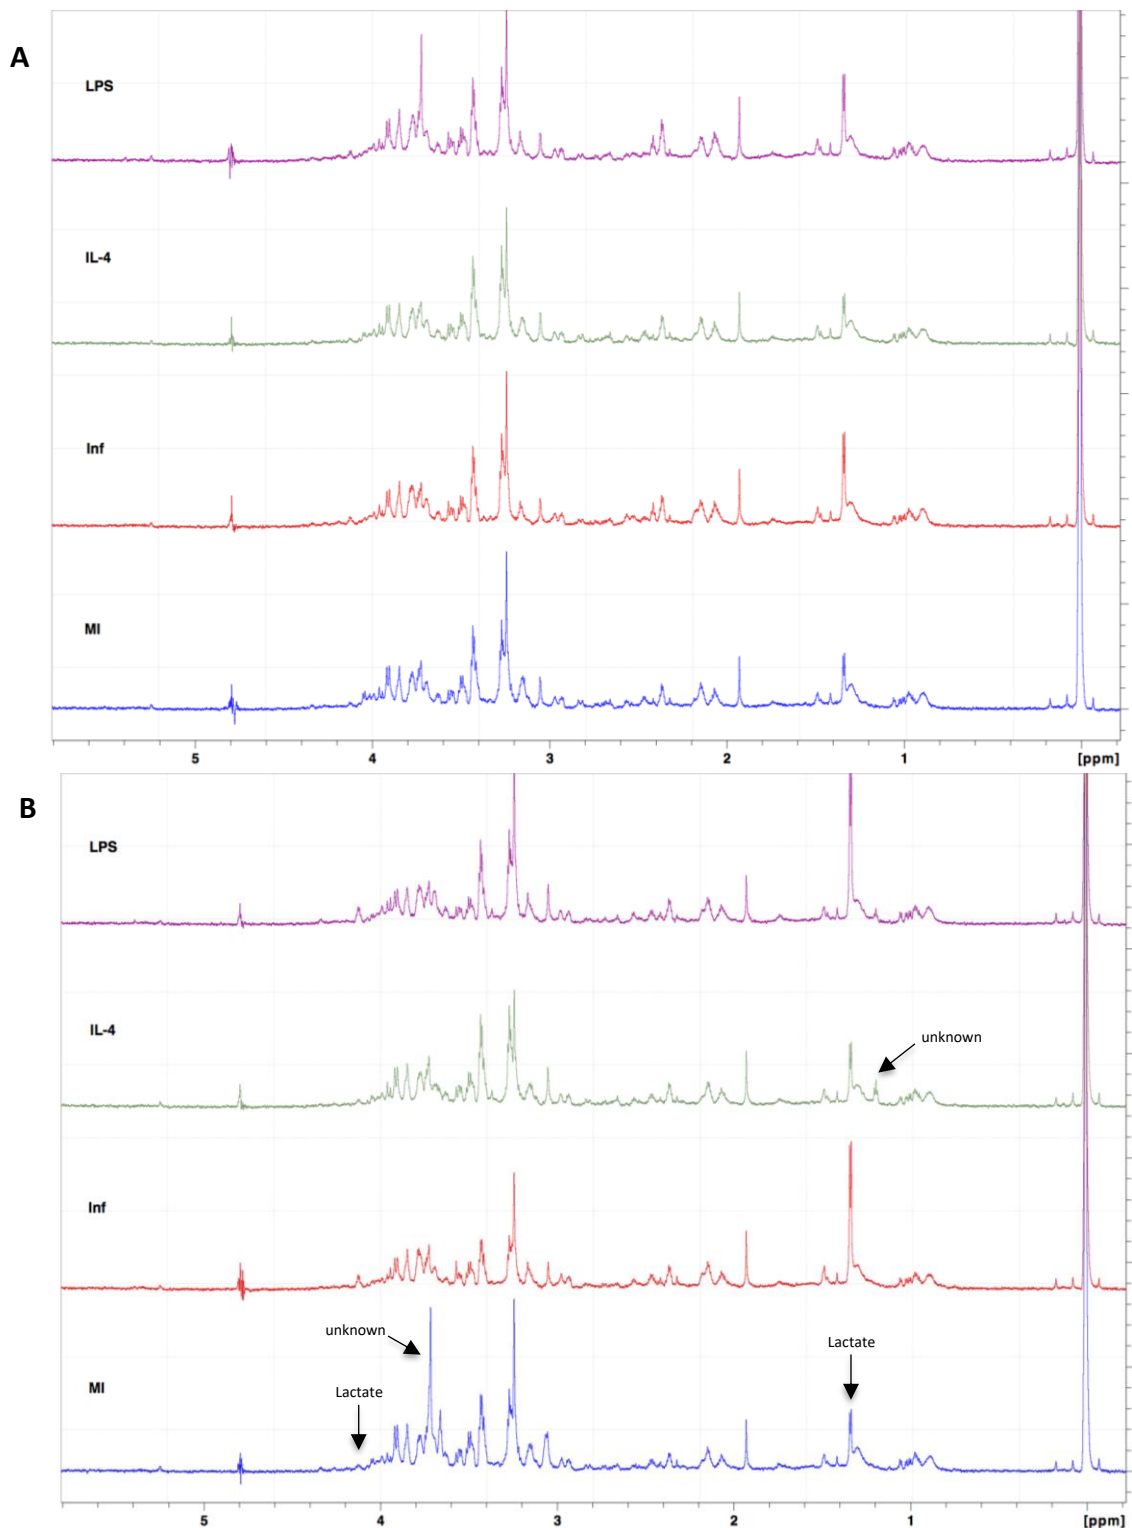 A
LPS
IL-4
Inf
MI
5 4 3 2 1 [ppm]
B
LPS
IL-4
unknown
Inf
unknown
Lactate
MI
Lactate
5 4 3 2 1 [ppm]